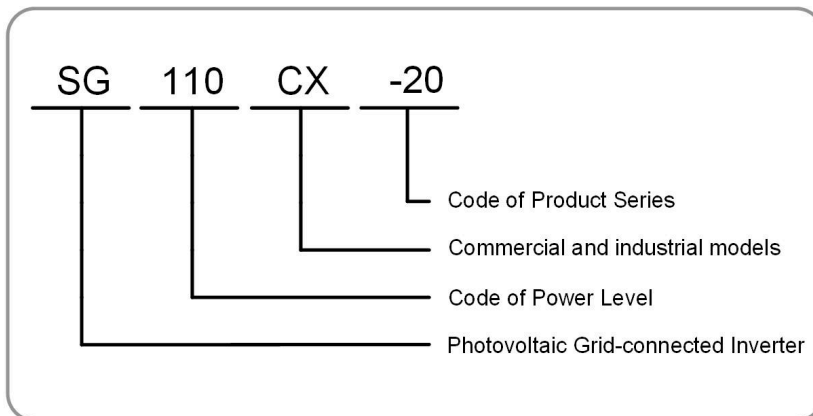 SG 110 CX -20
Code of Product Series
Commercial and industrial models
Code of Power Level
Photovoltaic Grid-connected Inverter